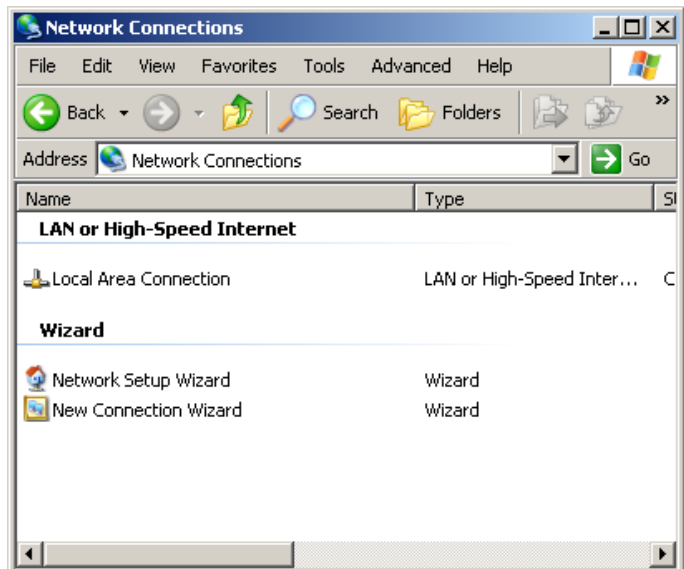 Network Connections
File Edit View Favorites Tools Advanced Help
Back Search Folders »
Address Network Connections Go
Name Type
LAN or High-Speed Internet
Local Area Connection LAN or High-Speed Inter... C
Wizard
Network Setup Wizard Wizard
New Connection Wizard Wizard